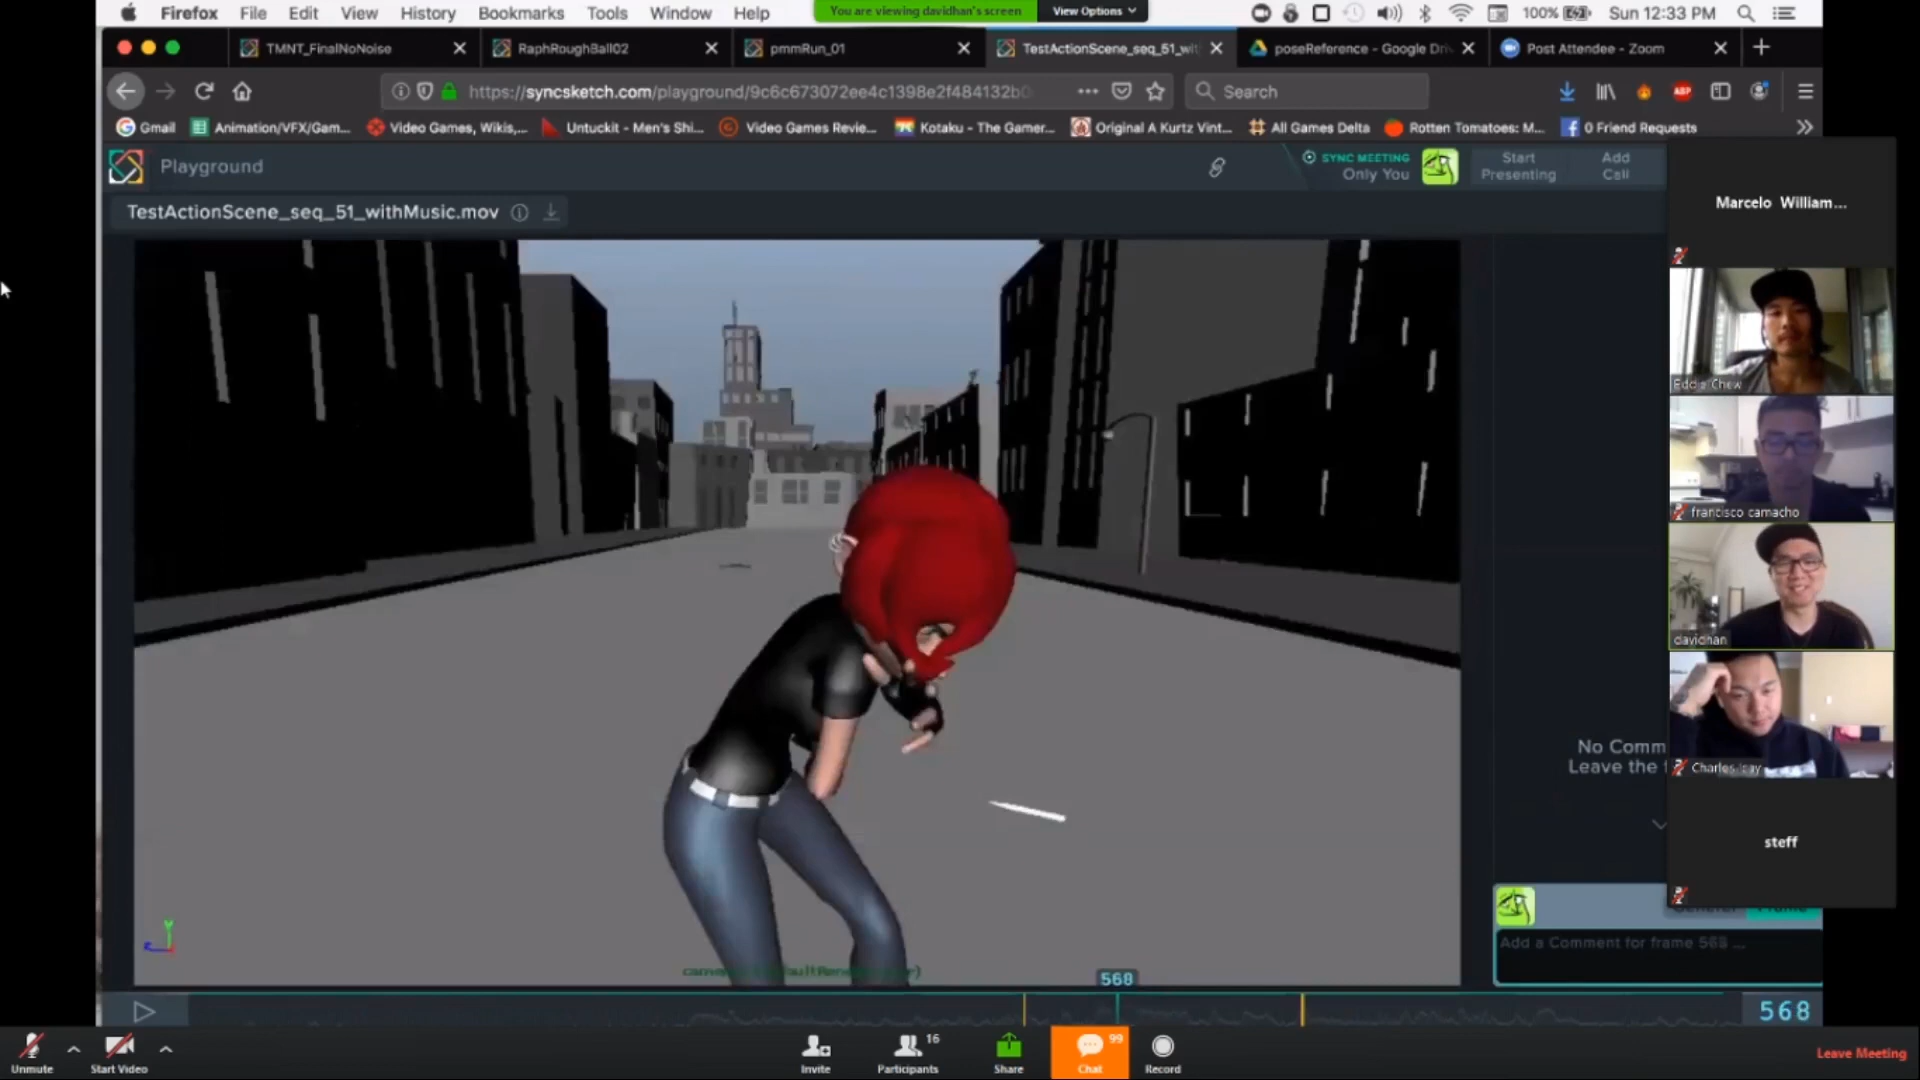 Firefox File Edit View History Bookmarks Tools Window Help
You are viewing davidhan's screen
View Options
100%
Sun 12:33 PM
TMNT_FinalNoNoise
RaphRoughBall02
pmmRun_01
TestActionScene_seq_51_wit
poseReference - Google Dri
Post Attendee - Zoom
https://syncsketch.com/playground/9c6c673072ee4c1398e2f484132b0
Search
ABP
Gmail
Animation/VFX/Gam...
Video Games, Wikis,...
Untuckit - Men's Shi...
Video Games Revie...
Kotaku - The Gamer...
Original A Kurtz Vint...
All Games Delta
Rotten Tomatoes: M...
0 Friend Requests
Playground
SYNC MEETING
Only You
Start
Presenting
Add
Call
TestActionScene_seq_51_withMusic.mov
Marcelo William...
Eddie Chew
francisco camacho
davidhan
Charles
steff
No Comm
Leave the
Add a Comment for frame 568 ...
568
568
Unmute
Start Video
Invite
Participants
16
Share
Chat
99
Record
Leave Meeting